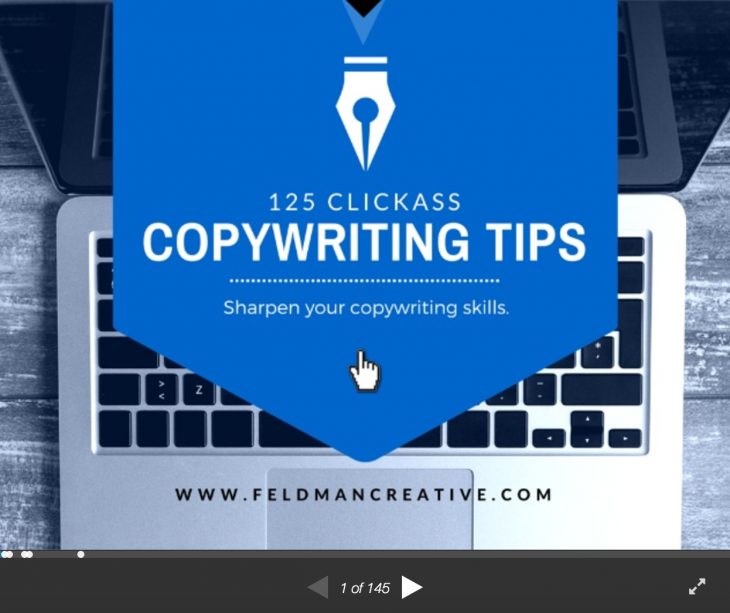 125 CLICKASS
COPYWRITING TIPS
Sharpen your copywriting skills.
>
<
Z
WWW.FELDMANCREATIVE.COM
1 of 145